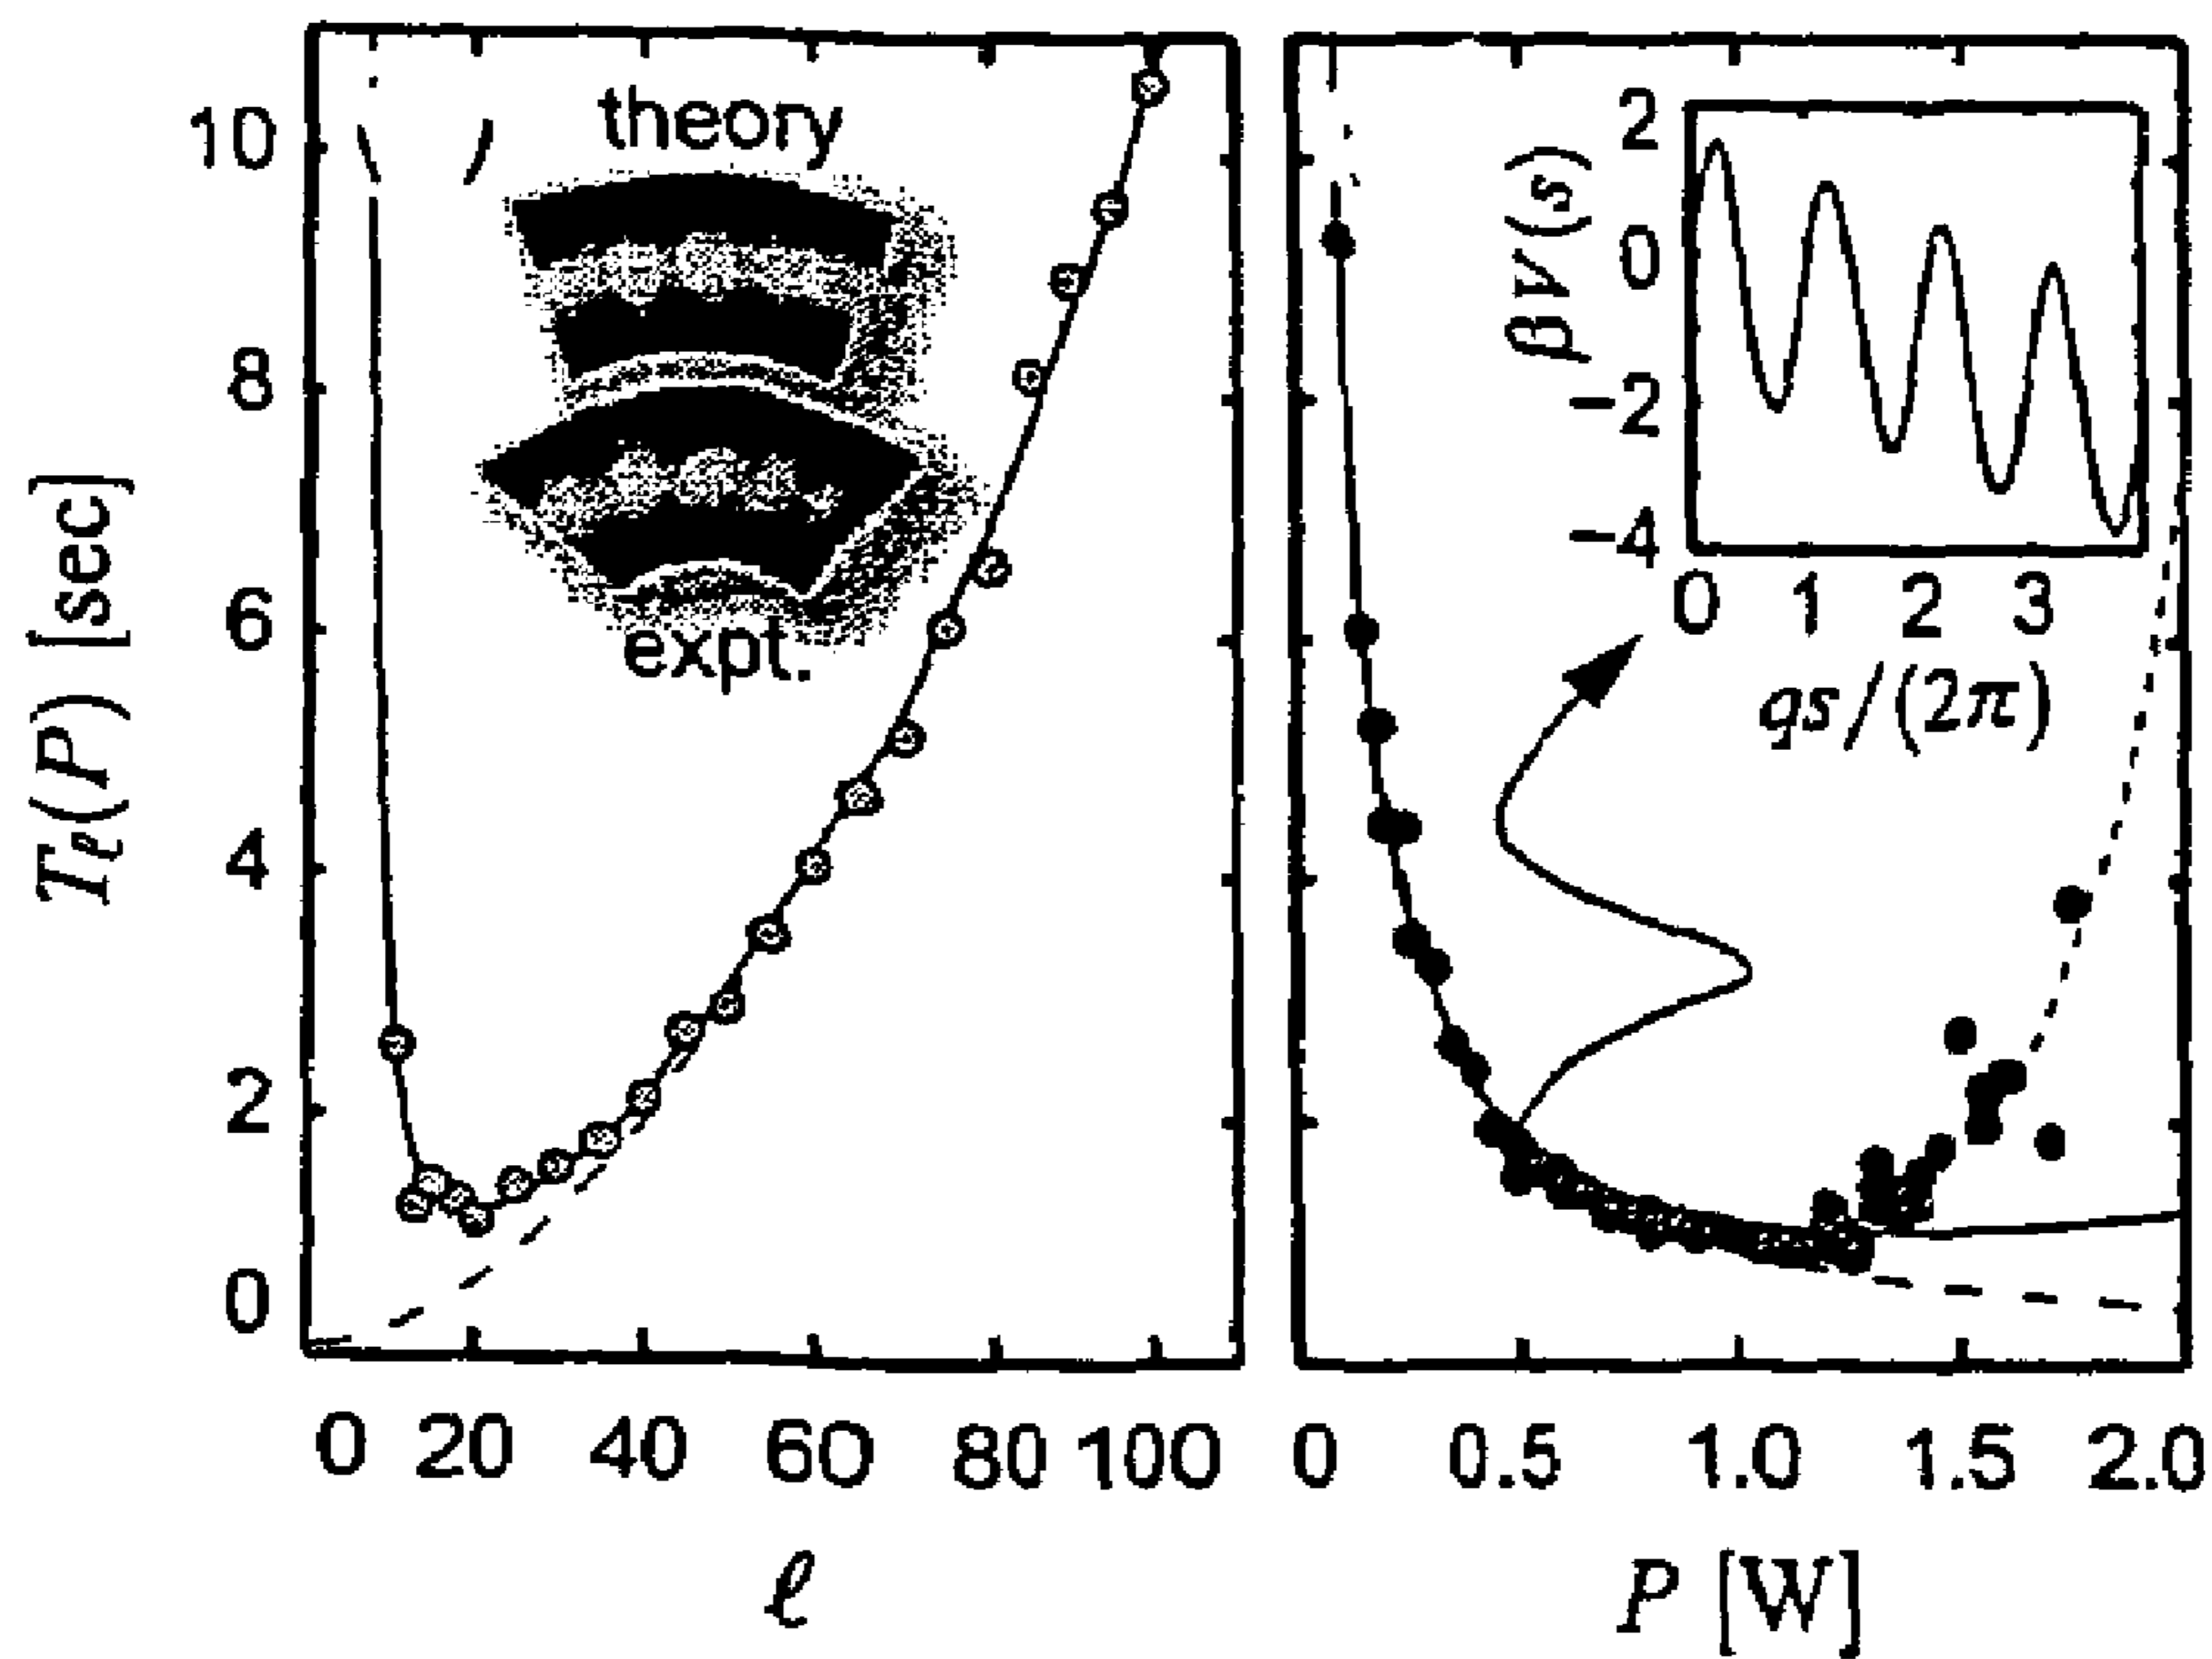 Tℓ(P) [sec]
10
8
6
4
2
0
theory
expt.
0 20 40 60 80 100
ℓ
βV(s)
2
0
−2
−4
0 1 2 3
qs/(2π)
0 0.5 1.0 1.5 2.0
P [W]